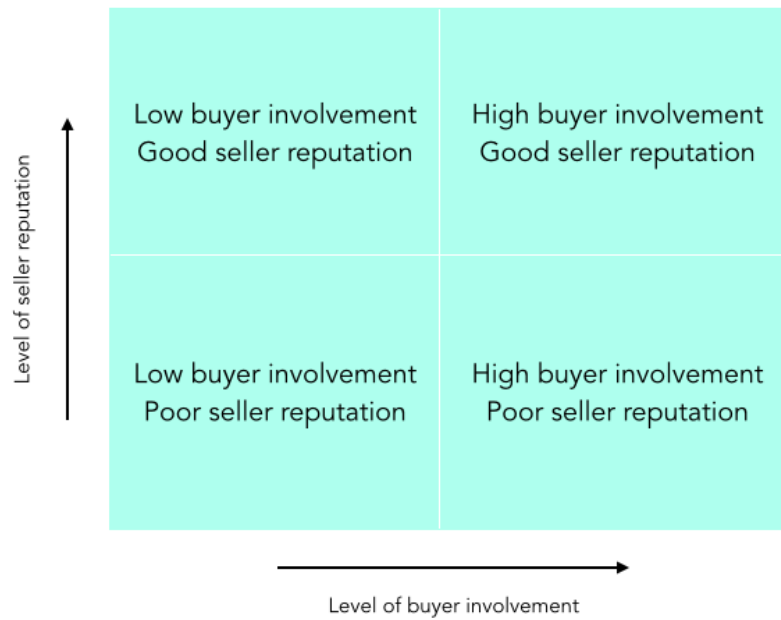 Low buyer involvement
Good seller reputation
High buyer involvement
Good seller reputation
Level of seller reputation
Low buyer involvement
Poor seller reputation
High buyer involvement
Poor seller reputation
Level of buyer involvement